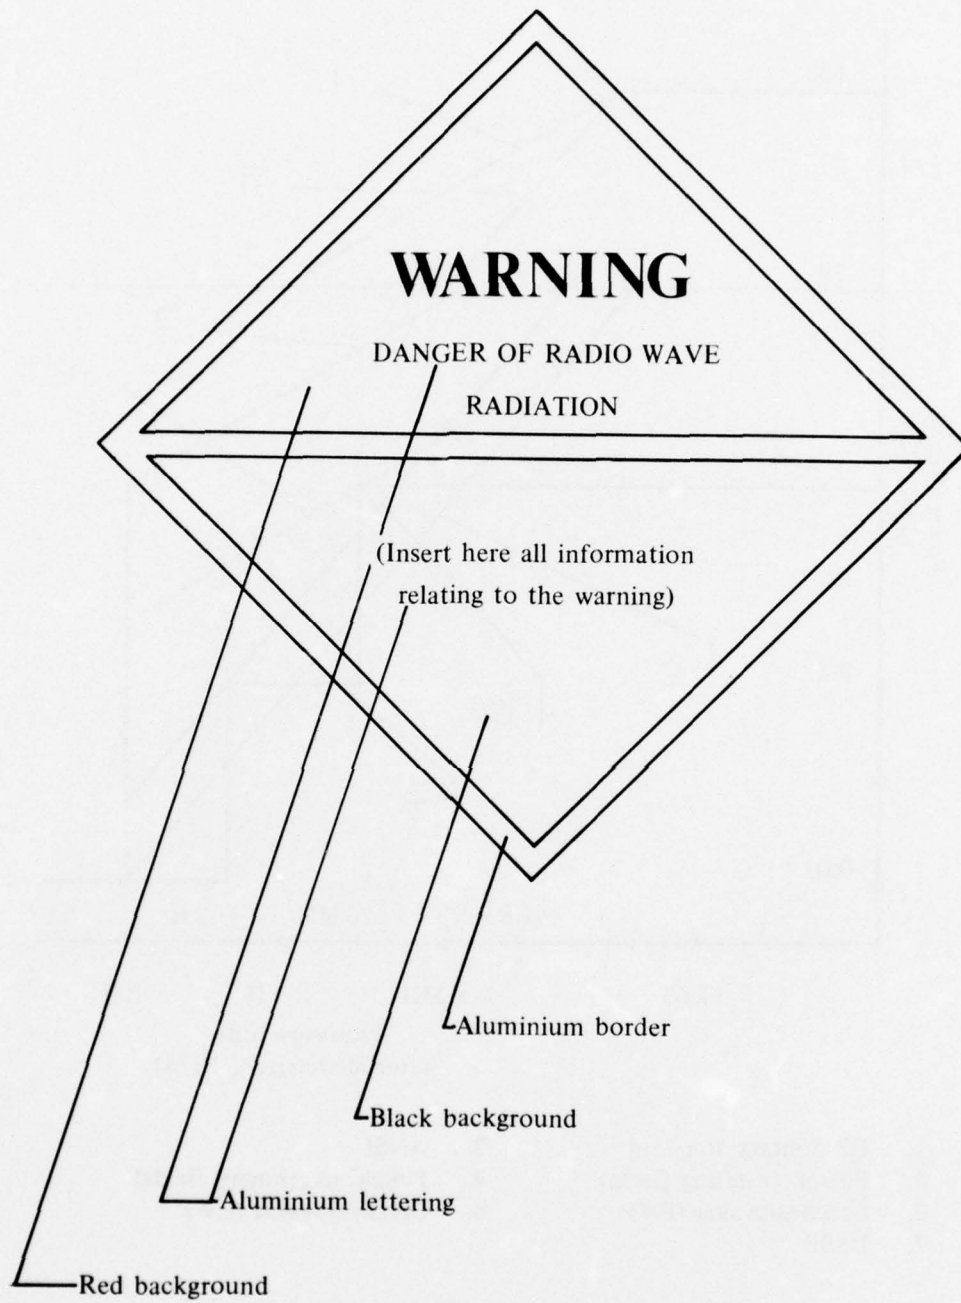 WARNING
DANGER OF RADIO WAVE
RADIATION
(Insert here all information
relating to the warning)
Aluminium border
Black background
Aluminium lettering
Red background